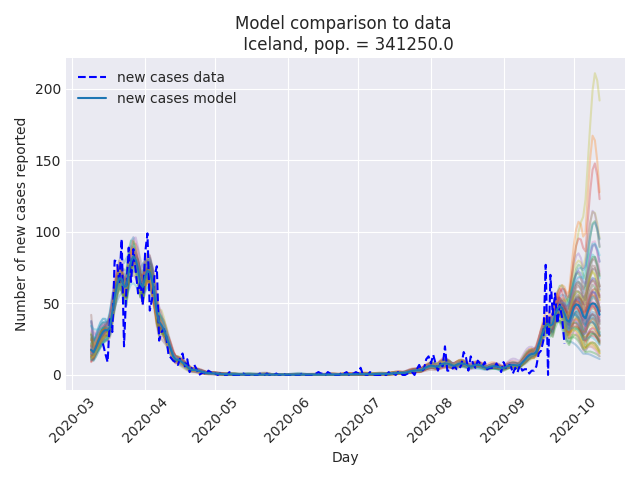 Model comparison to data
Iceland, pop. = 341250.0
new cases data
new cases model
Number of new cases reported
200
150
100
50
0
2020-03
2020-04
2020-05
2020-06
2020-07
2020-08
2020-09
2020-10
Day